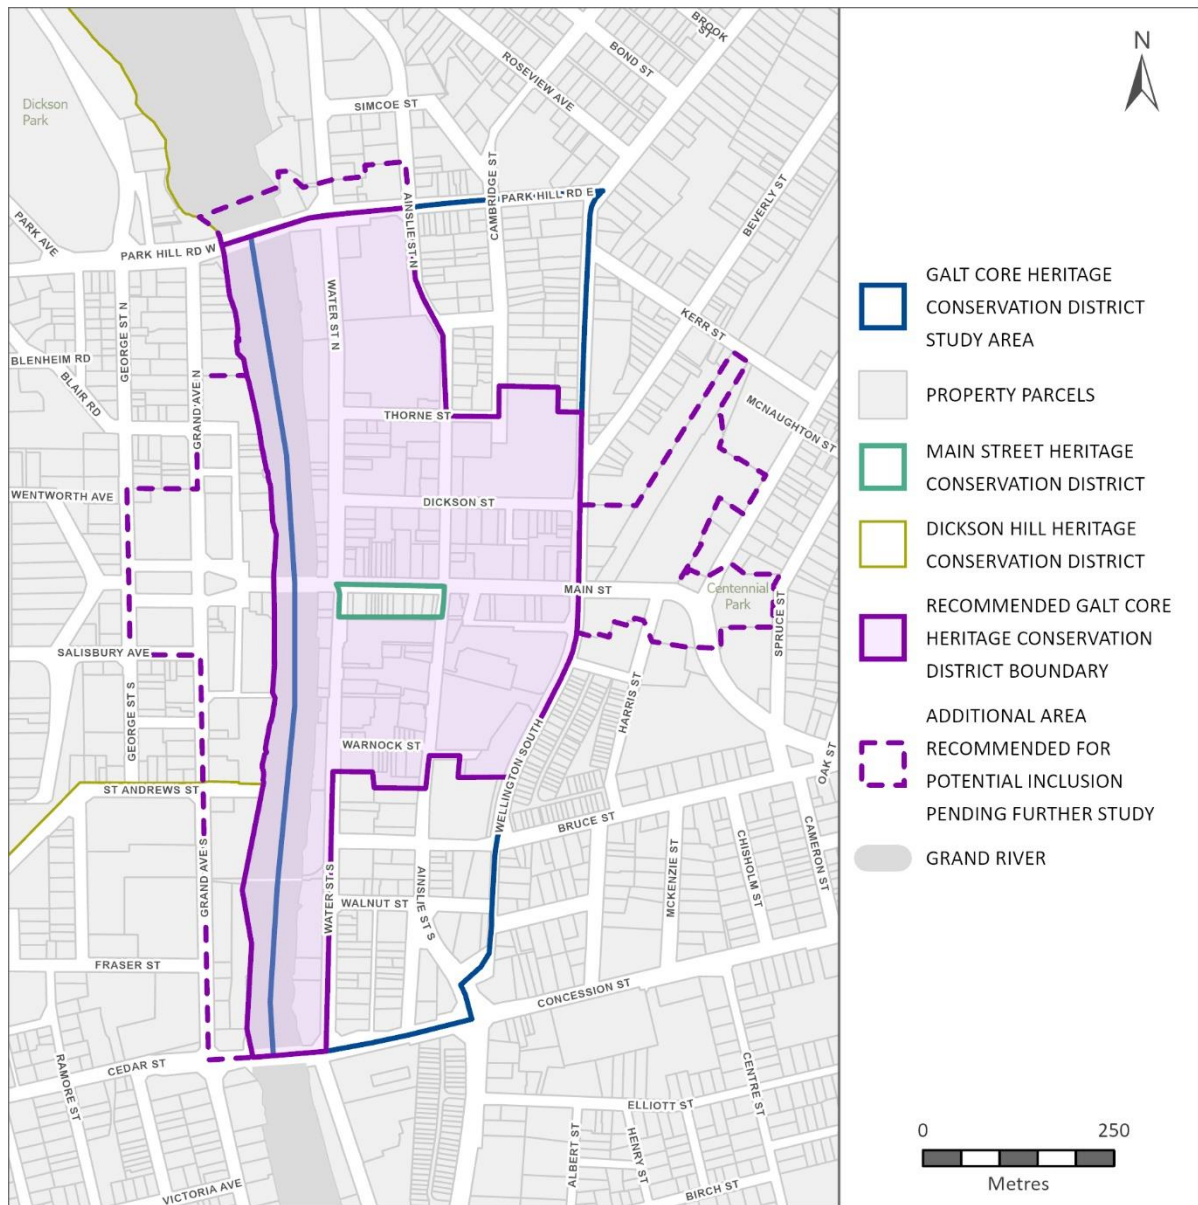 BROOK
ST
BOND ST
ROSEVIEW AVE
SIMCOE ST
Dickson
Park
CAMBRIDGE ST
BEVERLY ST
PARK HILL RD E
AINSLIE ST N
PARK AVE
PARK HILL RD W
WATER ST N
GEORGE ST N
KERR ST
BLENHEIM RD
BLAIR RD
GRAND AVE N
MCNAUGHTON ST
THORNE ST
WENTWORTH AVE
DICKSON ST
MAIN ST
Centennial
Park
SPRUCE ST
SALISBURY AVE
GEORGE ST S
HARRIS ST
WARNOCK ST
WELLINGTON SOUTH
OAK ST
ST ANDREWS ST
BRUCE ST
CAMERON ST
CHISHOLM ST
MCKENZIE ST
GRAND AVE S
WATER ST S
AINSLIE ST S
WALNUT ST
FRASER ST
CONCESSION ST
CEDAR ST
RAMORE ST
CENTRE ST
ELLIOTT ST
ALBERT ST
HENRY ST
BIRCH ST
VICTORIA AVE
N
GALT CORE HERITAGE
CONSERVATION DISTRICT
STUDY AREA
PROPERTY PARCELS
MAIN STREET HERITAGE
CONSERVATION DISTRICT
DICKSON HILL HERITAGE
CONSERVATION DISTRICT
RECOMMENDED GALT CORE
HERITAGE CONSERVATION
DISTRICT BOUNDARY
ADDITIONAL AREA
RECOMMENDED FOR
POTENTIAL INCLUSION
PENDING FURTHER STUDY
GRAND RIVER
0 250
Metres